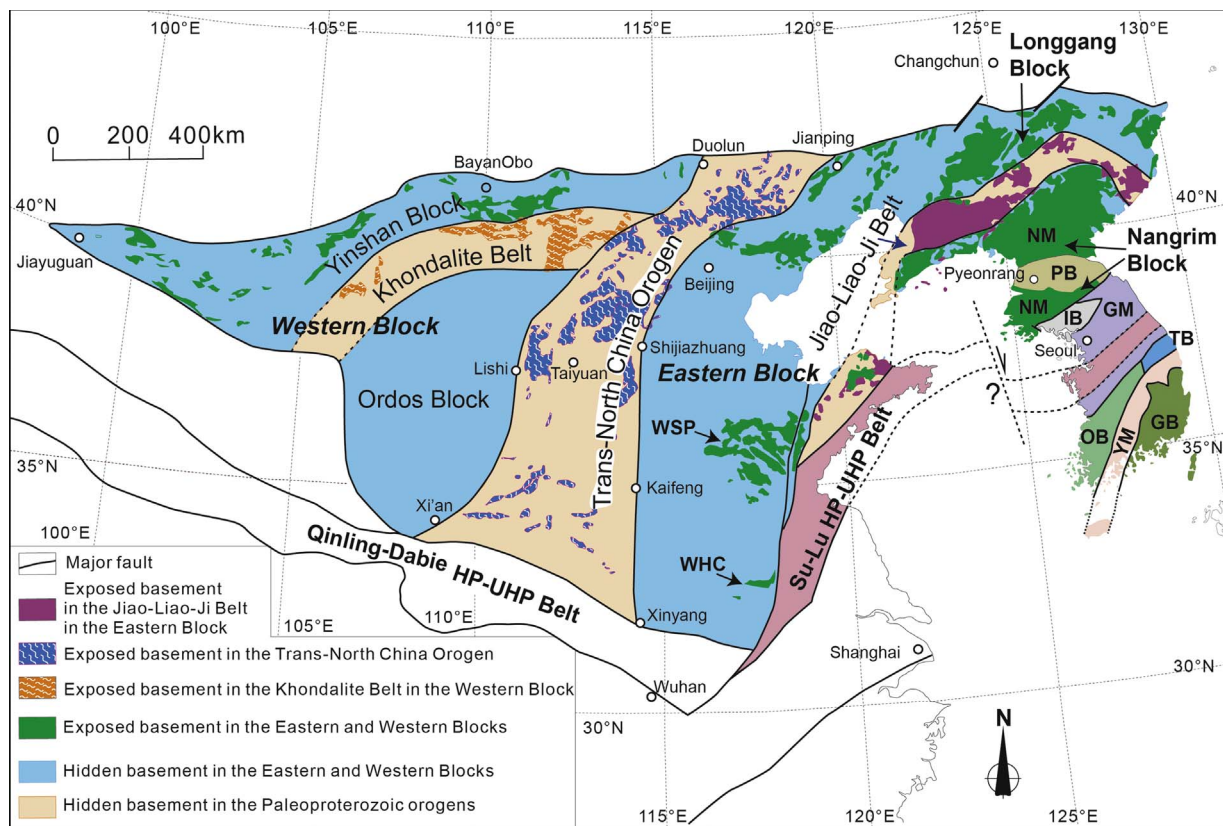 100°E
105°E
110°E
115°E
120°E
125°E
130°E
Longgang
Block
Changchun
0 200 400km
Duolun
Jianping
BayanObo
40°N
40°N
Yinshan Block
Khondalite Belt
Jiayuguan
Western Block
Trans-North China Orogen
Beijing
Jiao-Liao-Ji Belt
NM
Nangrim
Block
Pyeonrang
PB
NM
IB
GM
TB
Seoul
Shijiazhuang
Lishi
Taiyuan
Eastern Block
Ordos Block
?
WSP
OB
YM
GB
35°N
35°N
Kaifeng
Xi'an
Su-Lu HP-UHP Belt
100°E
Qinling-Dabie HP-UHP Belt
WHC
110°E
105°E
Xinyang
Shanghai
30°N
Wuhan
30°N
N
115°E
120°E
125°E
Major fault
Exposed basement
in the Jiao-Liao-Ji Belt
in the Eastern Block
Exposed basement in the Trans-North China Orogen
Exposed basement in the Khondalite Belt in the Western Block
Exposed basement in the Eastern and Western Blocks
Hidden basement in the Eastern and Western Blocks
Hidden basement in the Paleoproterozoic orogens